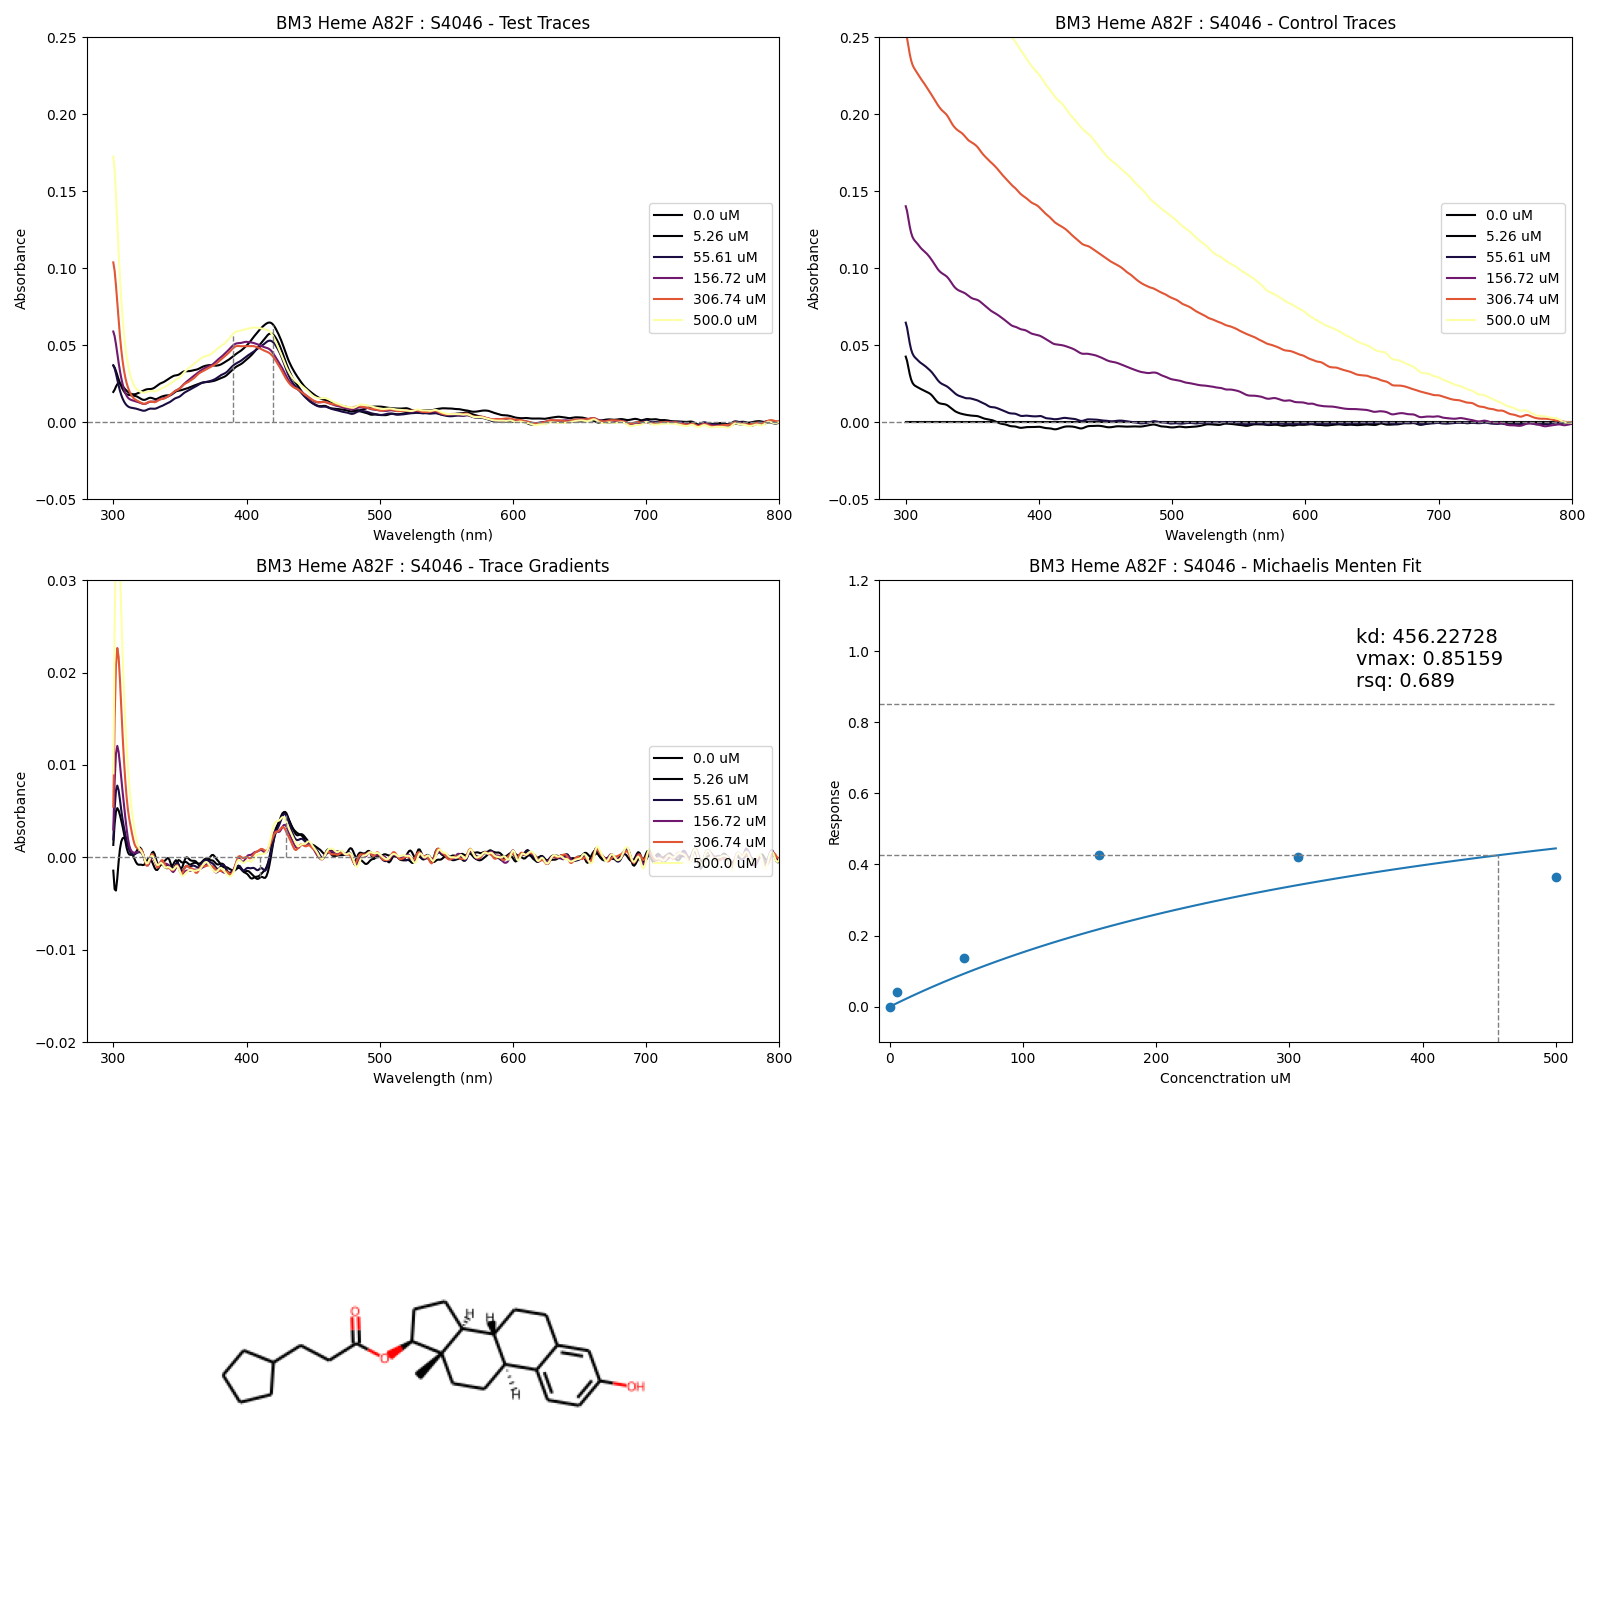 BM3 Heme A82F : S4046 - Test Traces
0.25
0.20
0.15
0.10
0.05
0.00
−0.05
Absorbance
300 400 500 600 700 800
Wavelength (nm)
0.0 uM
5.26 uM
55.61 uM
156.72 uM
306.74 uM
500.0 uM
BM3 Heme A82F : S4046 - Control Traces
0.25
0.20
0.15
0.10
0.05
0.00
−0.05
Absorbance
300 400 500 600 700 800
Wavelength (nm)
0.0 uM
5.26 uM
55.61 uM
156.72 uM
306.74 uM
500.0 uM
BM3 Heme A82F : S4046 - Trace Gradients
0.03
0.02
0.01
0.00
−0.01
−0.02
Absorbance
300 400 500 600 700 800
Wavelength (nm)
0.0 uM
5.26 uM
55.61 uM
156.72 uM
306.74 uM
500.0 uM
BM3 Heme A82F : S4046 - Michaelis Menten Fit
1.2
1.0
0.8
0.6
0.4
0.2
0.0
Response
kd: 456.22728
vmax: 0.85159
rsq: 0.689
0 100 200 300 400 500
Concenctration uM
O
O
H
H
H
OH